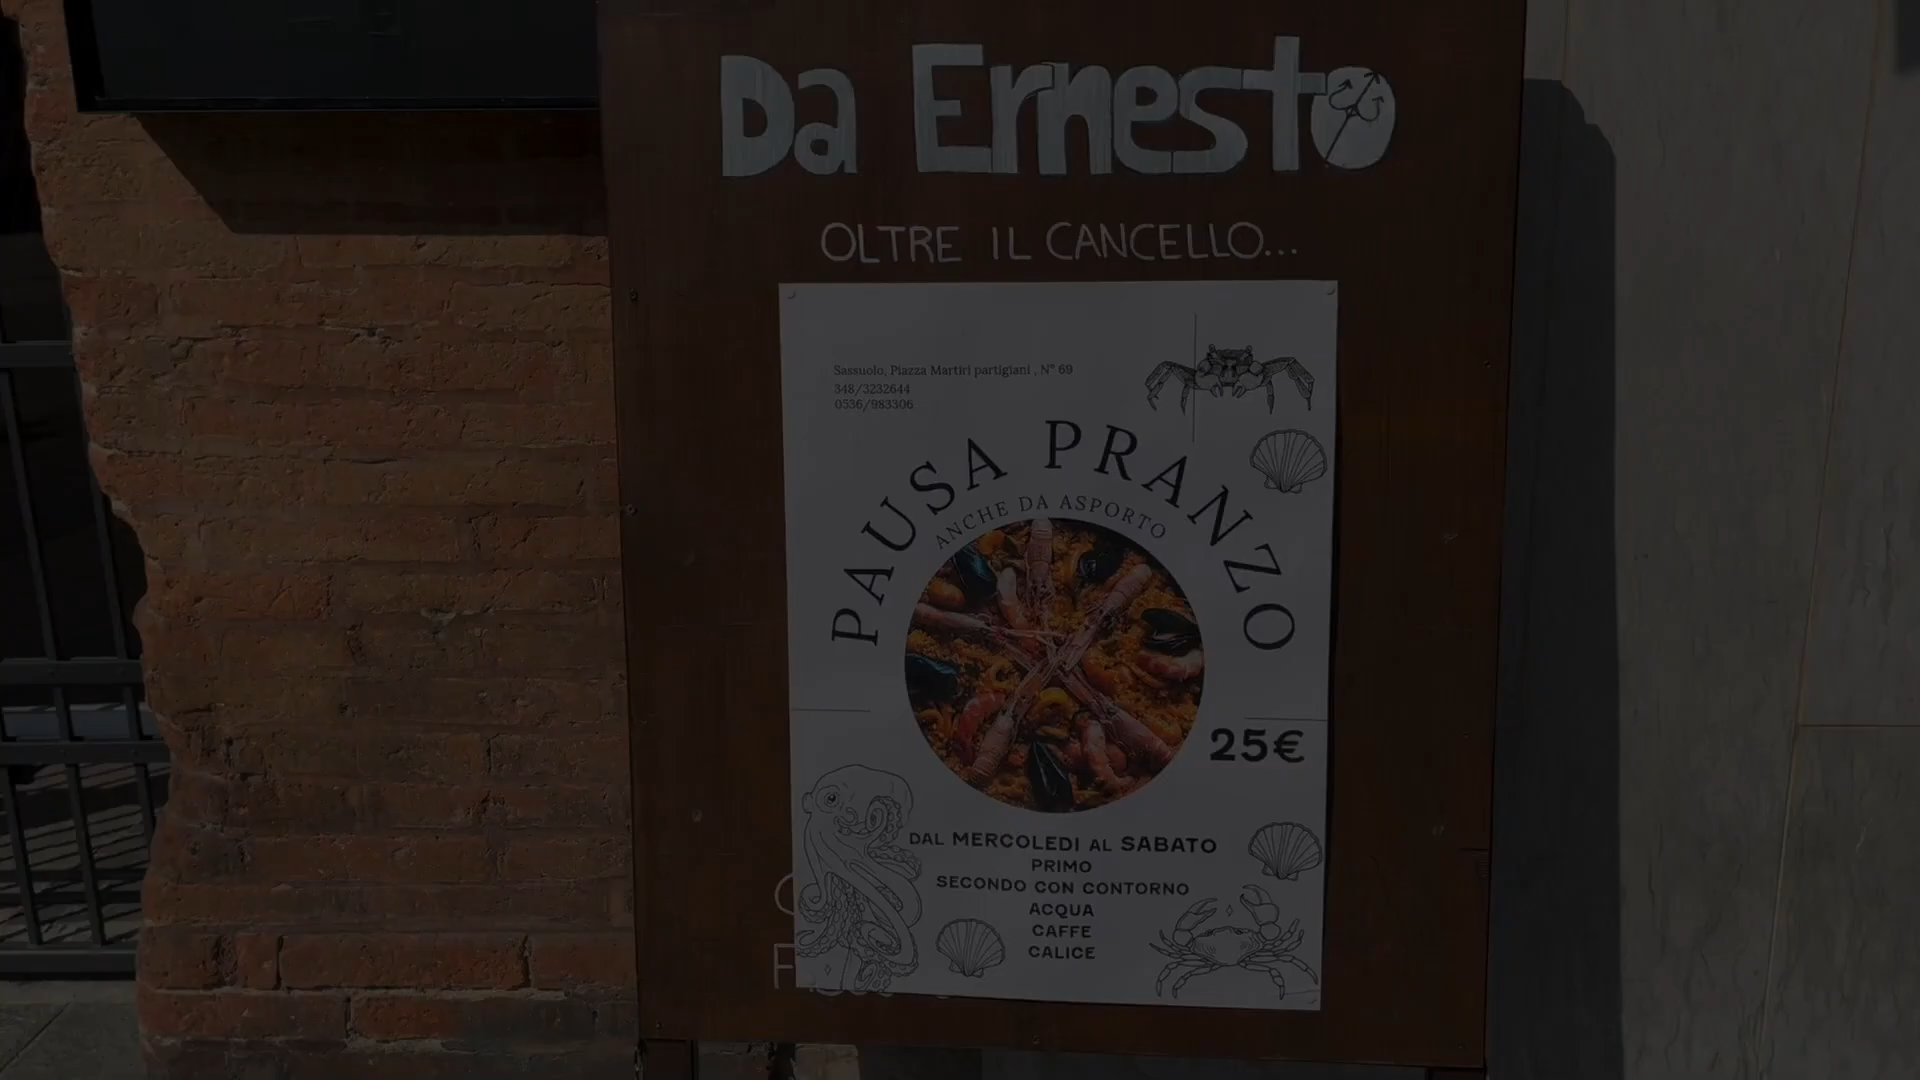 Da Ernesto
OLTRE IL CANCELLO...
Sassuolo, Piazza Martiri partigiani , N° 69
348/3232644
0536/983306
PAUSA PRANZO
ANCHE DA ASPORTO
25€
DAL MERCOLEDI AL SABATO
PRIMO
SECONDO CON CONTORNO
ACQUA
CAFFE
CALICE